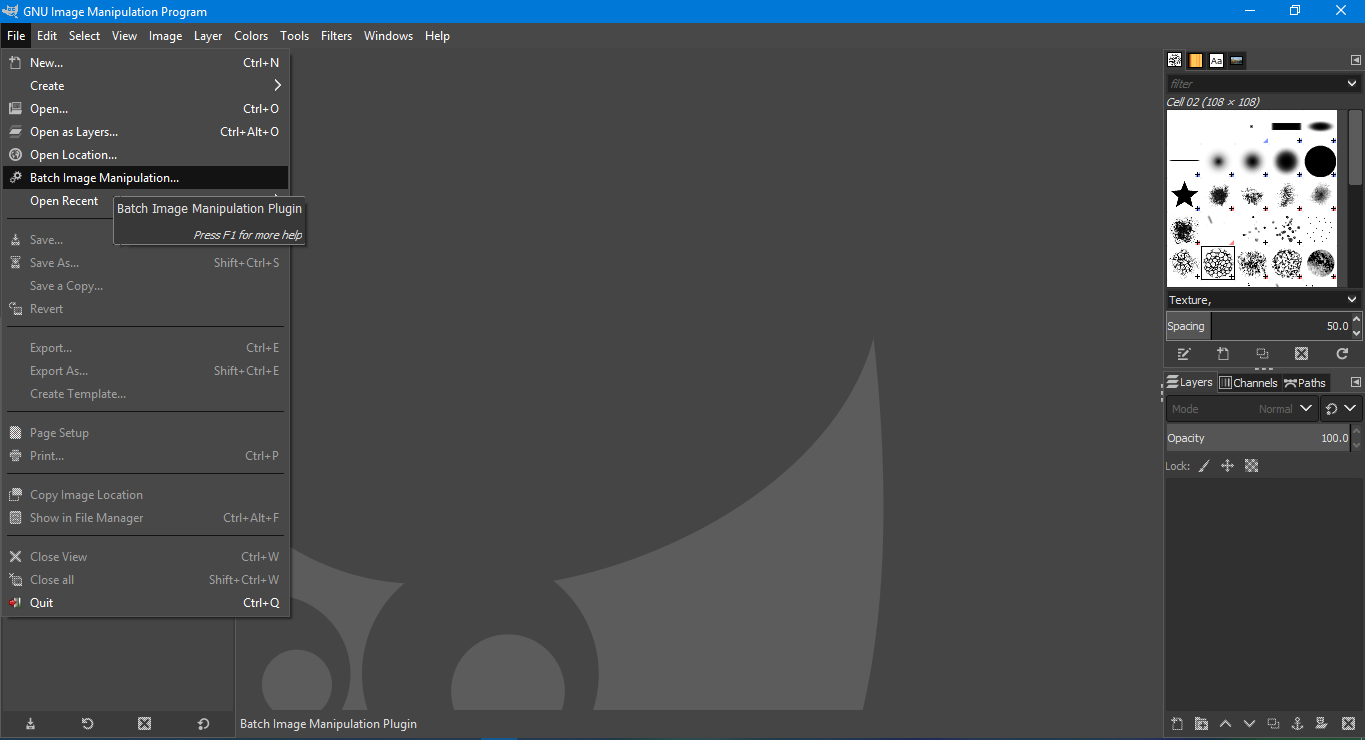 GNU Image Manipulation Program
File Edit Select View Image Layer Colors Tools Filters Windows Help
New... Ctrl+N
Create
Open... Ctrl+O
Open as Layers... Ctrl+Alt+O
Open Location...
Batch Image Manipulation...
Open Recent
Batch Image Manipulation Plugin
Press F1 for more help
Save...
Save As... Shift+Ctrl+S
Save a Copy...
Revert
Export... Ctrl+E
Export As... Shift+Ctrl+E
Create Template...
Page Setup
Print... Ctrl+P
Copy Image Location
Show in File Manager Ctrl+Alt+F
Close View Ctrl+W
Close all Shift+Ctrl+W
Quit Ctrl+Q
Batch Image Manipulation Plugin
Aa
filter
Cell 02 (108 × 108)
Texture,
Spacing 50.0
Layers Channels Paths
Mode Normal
Opacity 100.0
Lock: